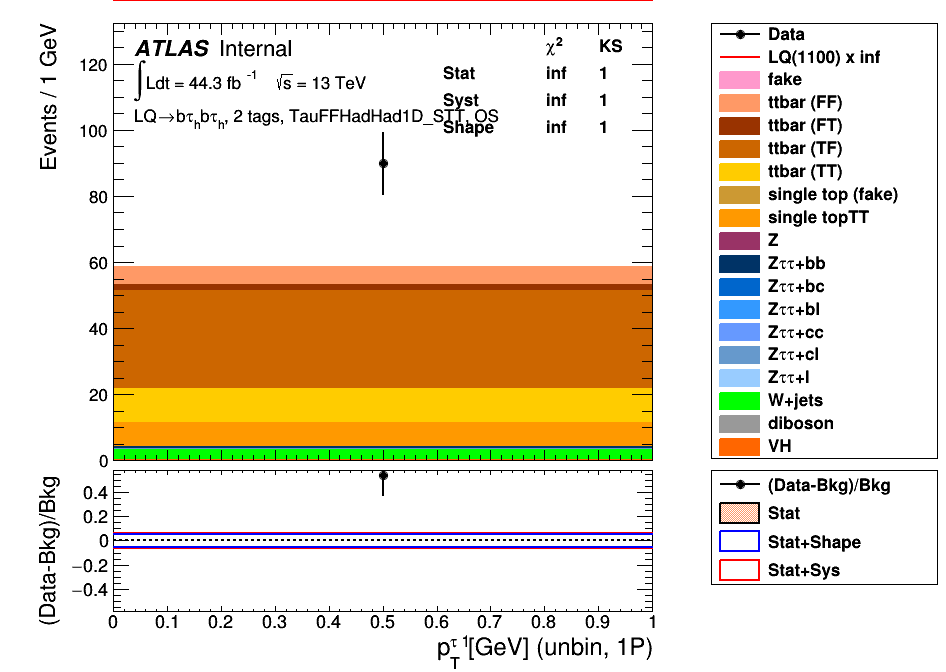 Events / 1 GeV
120
100
80
60
40
20
0
ATLAS Internal
∫Ldt = 44.3 fb⁻¹ √s = 13 TeV
LQ→bτₕbτₕ, 2 tags, TauFFHadHad1D_STT, OS
χ² KS
Stat inf 1
Syst inf 1
Shape inf 1
Data
LQ(1100) x inf
fake
ttbar (FF)
ttbar (FT)
ttbar (TF)
ttbar (TT)
single top (fake)
single topTT
Z
Zττ+bb
Zττ+bc
Zττ+bl
Zττ+cc
Zττ+cl
Zττ+l
W+jets
diboson
VH
(Data-Bkg)/Bkg
0.4
0.2
0
−0.2
−0.4
0 0.1 0.2 0.3 0.4 0.5 0.6 0.7 0.8 0.9 1
p_T^τ 1[GeV] (unbin, 1P)
(Data-Bkg)/Bkg
Stat
Stat+Shape
Stat+Sys